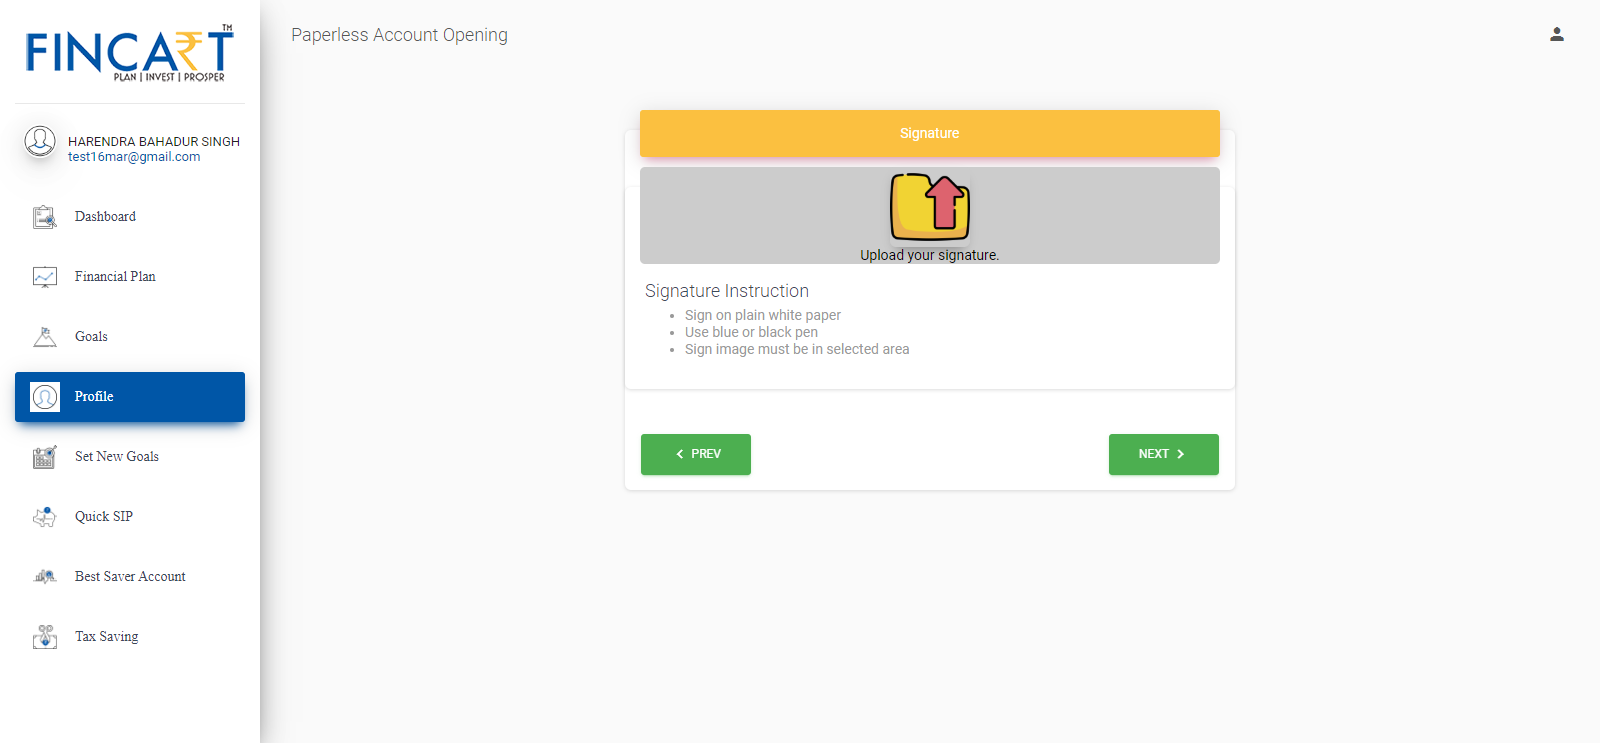 FINCART™
PLAN | INVEST | PROSPER
HARENDRA BAHADUR SINGH
test16mar@gmail.com
Dashboard
Financial Plan
Goals
Profile
Set New Goals
Quick SIP
Best Saver Account
Tax Saving
Paperless Account Opening
Signature
Upload your signature.
Signature Instruction
Sign on plain white paper
Use blue or black pen
Sign image must be in selected area
PREV
NEXT